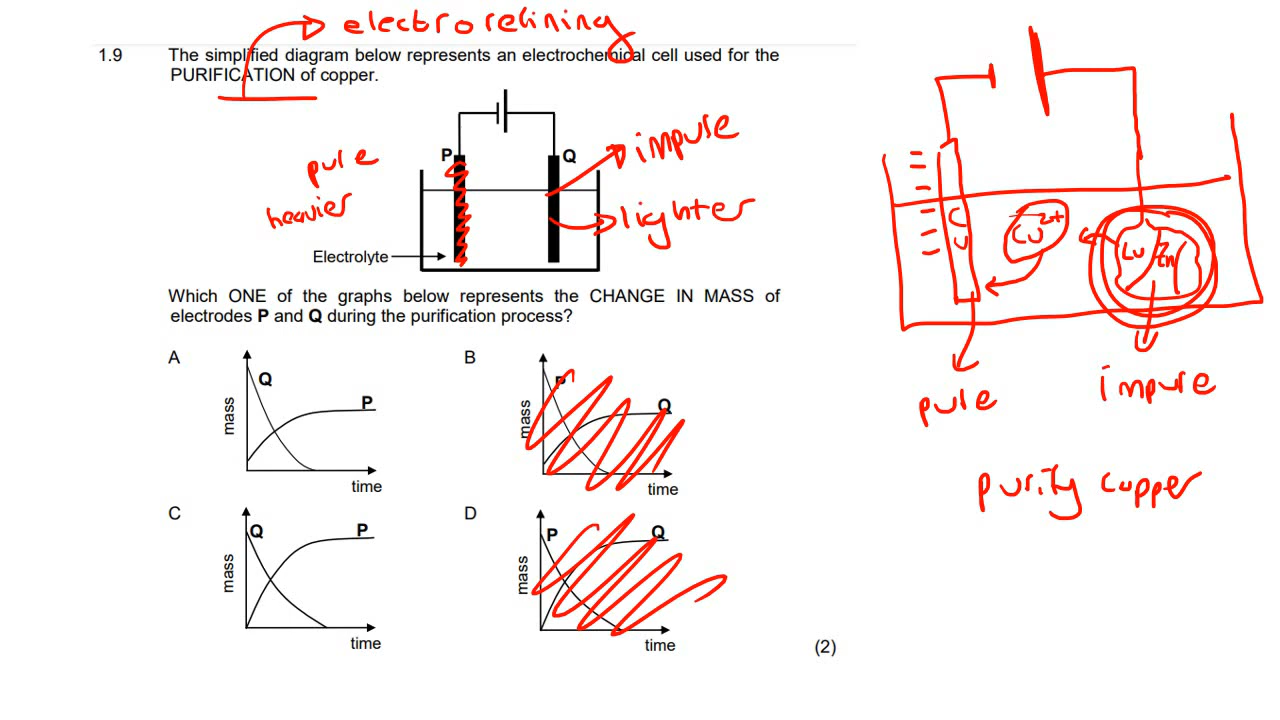 electrorefining
1.9 The simplified diagram below represents an electrochemical cell used for the
PURIFICATION of copper.
P
Q
impure
pure
heavier
lighter
Electrolyte
Cu
Cu²⁺
Cu
Zn
pure
impure
purify copper
Which ONE of the graphs below represents the CHANGE IN MASS of
electrodes P and Q during the purification process?
A
Q
P
mass
time
B
P
Q
mass
time
C
Q
P
mass
time
D
P
Q
mass
time
(2)